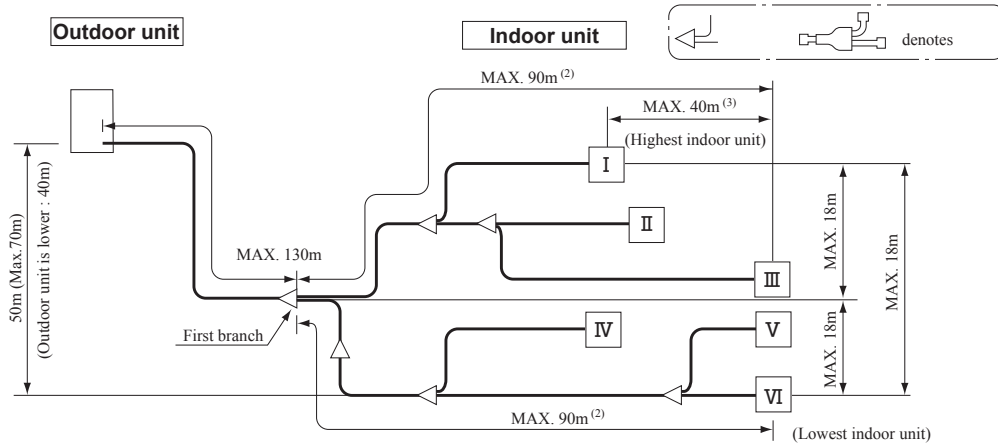 Outdoor unit
Indoor unit
denotes
MAX. 90m (2)
MAX. 40m (3)
(Highest indoor unit)
I
II
III
MAX. 130m
First branch
50m (Max.70m)
(Outdoor unit is lower : 40m)
MAX. 18m
MAX. 18m
MAX. 18m
IV
V
VI
MAX. 90m (2)
(Lowest indoor unit)